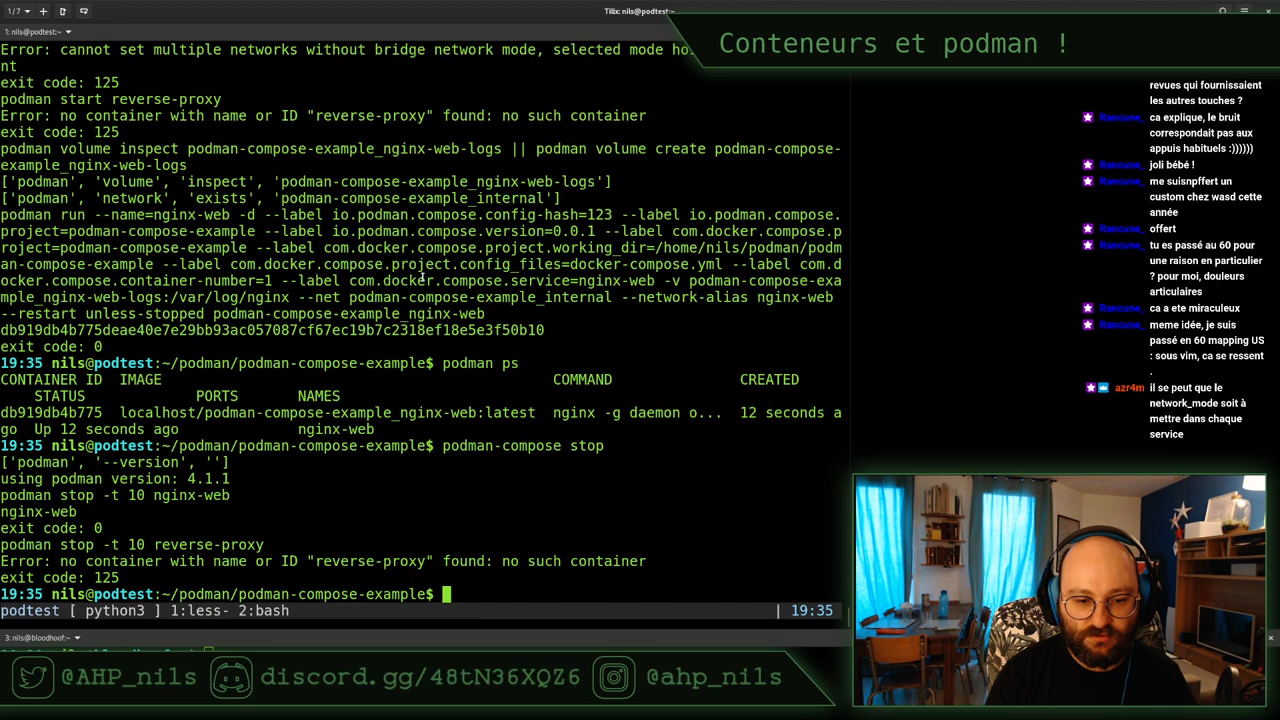 1/7
Tilix: nils@podtest:~
1: nils@podtest:~
Conteneurs et podman !
Error: cannot set multiple networks without bridge network mode, selected mode
nt
exit code: 125
podman start reverse-proxy
Error: no container with name or ID "reverse-proxy" found: no such container
exit code: 125
podman volume inspect podman-compose-example_nginx-web-logs || podman volume create podman-compose-
example_nginx-web-logs
['podman', 'volume', 'inspect', 'podman-compose-example_nginx-web-logs']
['podman', 'network', 'exists', 'podman-compose-example_internal']
podman run --name=nginx-web -d --label io.podman.compose.config-hash=123 --label io.podman.compose.
project=podman-compose-example --label io.podman.compose.version=0.0.1 --label com.docker.compose.p
roject=podman-compose-example --label com.docker.compose.project.working_dir=/home/nils/podman/podm
an-compose-example --label com.docker.compose.project.config_files=docker-compose.yml --label com.d
ocker.compose.container-number=1 --label com.docker.compose.service=nginx-web -v podman-compose-exa
mple_nginx-web-logs:/var/log/nginx --net podman-compose-example_internal --network-alias nginx-web
--restart unless-stopped podman-compose-example_nginx-web
db919db4b775deae40e7e29bb93ac057087cf67ec19b7c2318ef18e5e3f50b10
exit code: 0
19:35 nils@podtest:~/podman/podman-compose-example$ podman ps
CONTAINER ID IMAGE COMMAND CREATED
STATUS PORTS NAMES
db919db4b775 localhost/podman-compose-example_nginx-web:latest nginx -g daemon o... 12 seconds a
go Up 12 seconds ago nginx-web
19:35 nils@podtest:~/podman/podman-compose-example$ podman-compose stop
['podman', '--version', '']
using podman version: 4.1.1
podman stop -t 10 nginx-web
nginx-web
exit code: 0
podman stop -t 10 reverse-proxy
Error: no container with name or ID "reverse-proxy" found: no such container
exit code: 125
19:35 nils@podtest:~/podman/podman-compose-example$
podtest [ python3 ] 1:less- 2:bash | 19:35
3: nils@bloodhoof:~
revues qui fournissaient
les autres touches ?
Rancune_ ca explique, le bruit
correspondait pas aux
appuis habituels :))))))
Rancune_ joli bébé !
Rancune_ me suisnpffert un
custom chez wasd cette
année
Rancune_ offert
Rancune_ tu es passé au 60 pour
une raison en particulier
? pour moi, douleurs
articulaires
Rancune_ ca a ete miraculeux
Rancune_ meme idée, je suis
passé en 60 mapping US
: sous vim, ca se ressent
.
azr4m il se peut que le
network_mode soit à
mettre dans chaque
service
@AHP_nils discord.gg/48tN36XQZ6 @ahp_nils